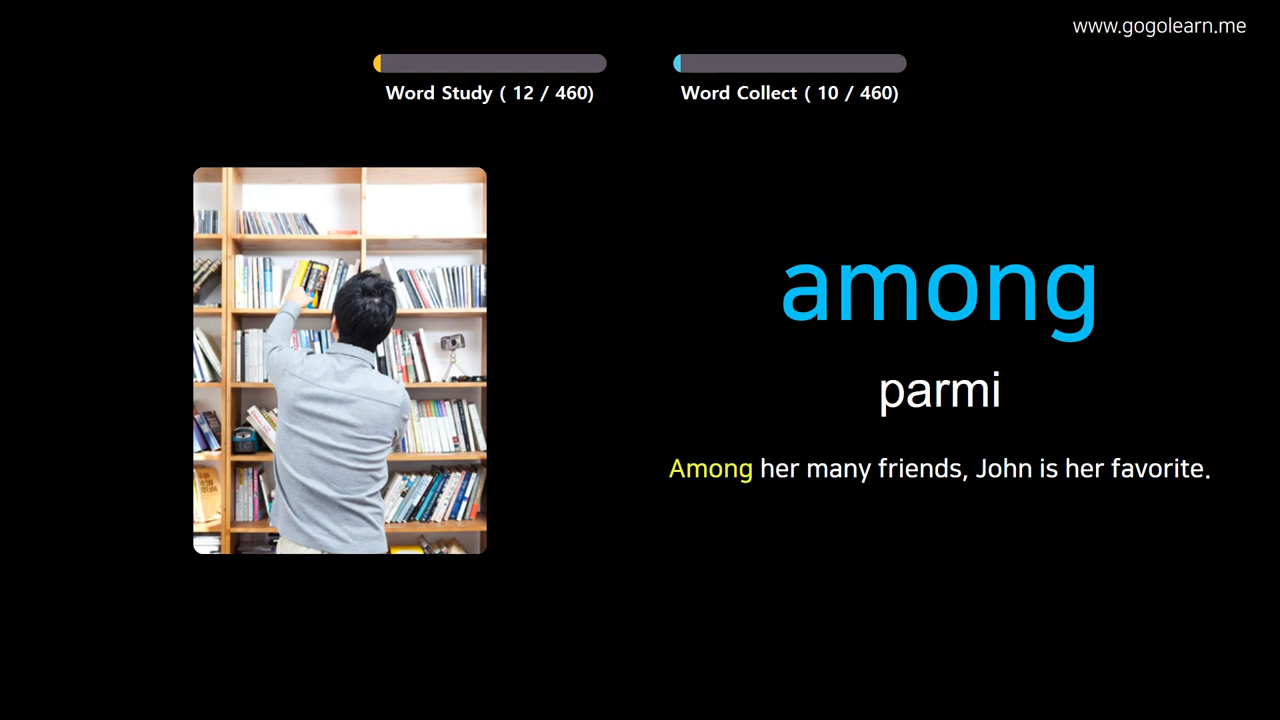 www.gogolearn.me
Word Study ( 12 / 460)
Word Collect ( 10 / 460)
among
parmi
Among her many friends, John is her favorite.